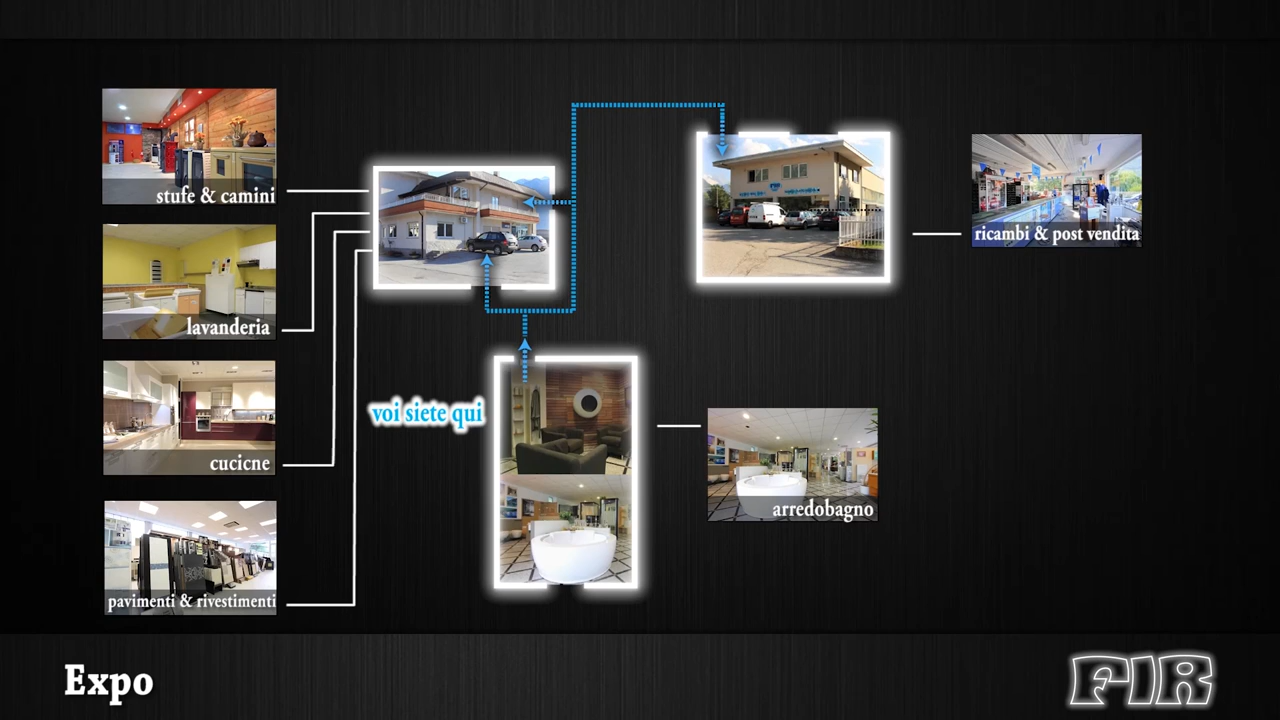 stufe & camini
lavanderia
cucicne
pavimenti & rivestimenti
voi siete qui
ricambi & post vendita
arredobagno
Expo
FIR